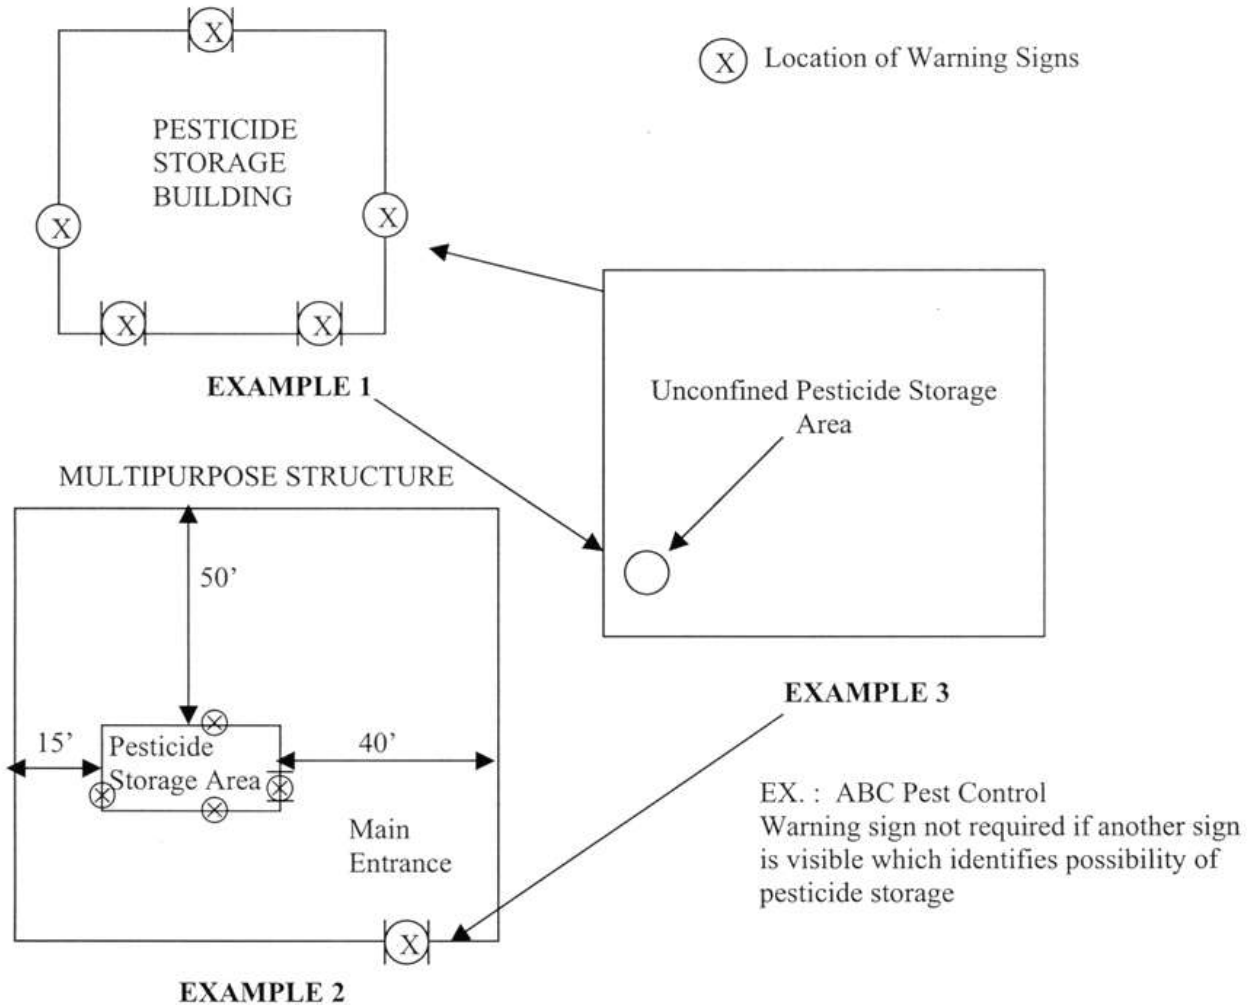 X
X Location of Warning Signs
PESTICIDE
STORAGE
BUILDING
X
X
X
X
EXAMPLE 1
Unconfined Pesticide Storage
Area
MULTIPURPOSE STRUCTURE
50’
EXAMPLE 3
X
15’
Pesticide
40’
Storage Area
X
X
X
EX. : ABC Pest Control
Warning sign not required if another sign
is visible which identifies possibility of
pesticide storage
Main
Entrance
X
EXAMPLE 2